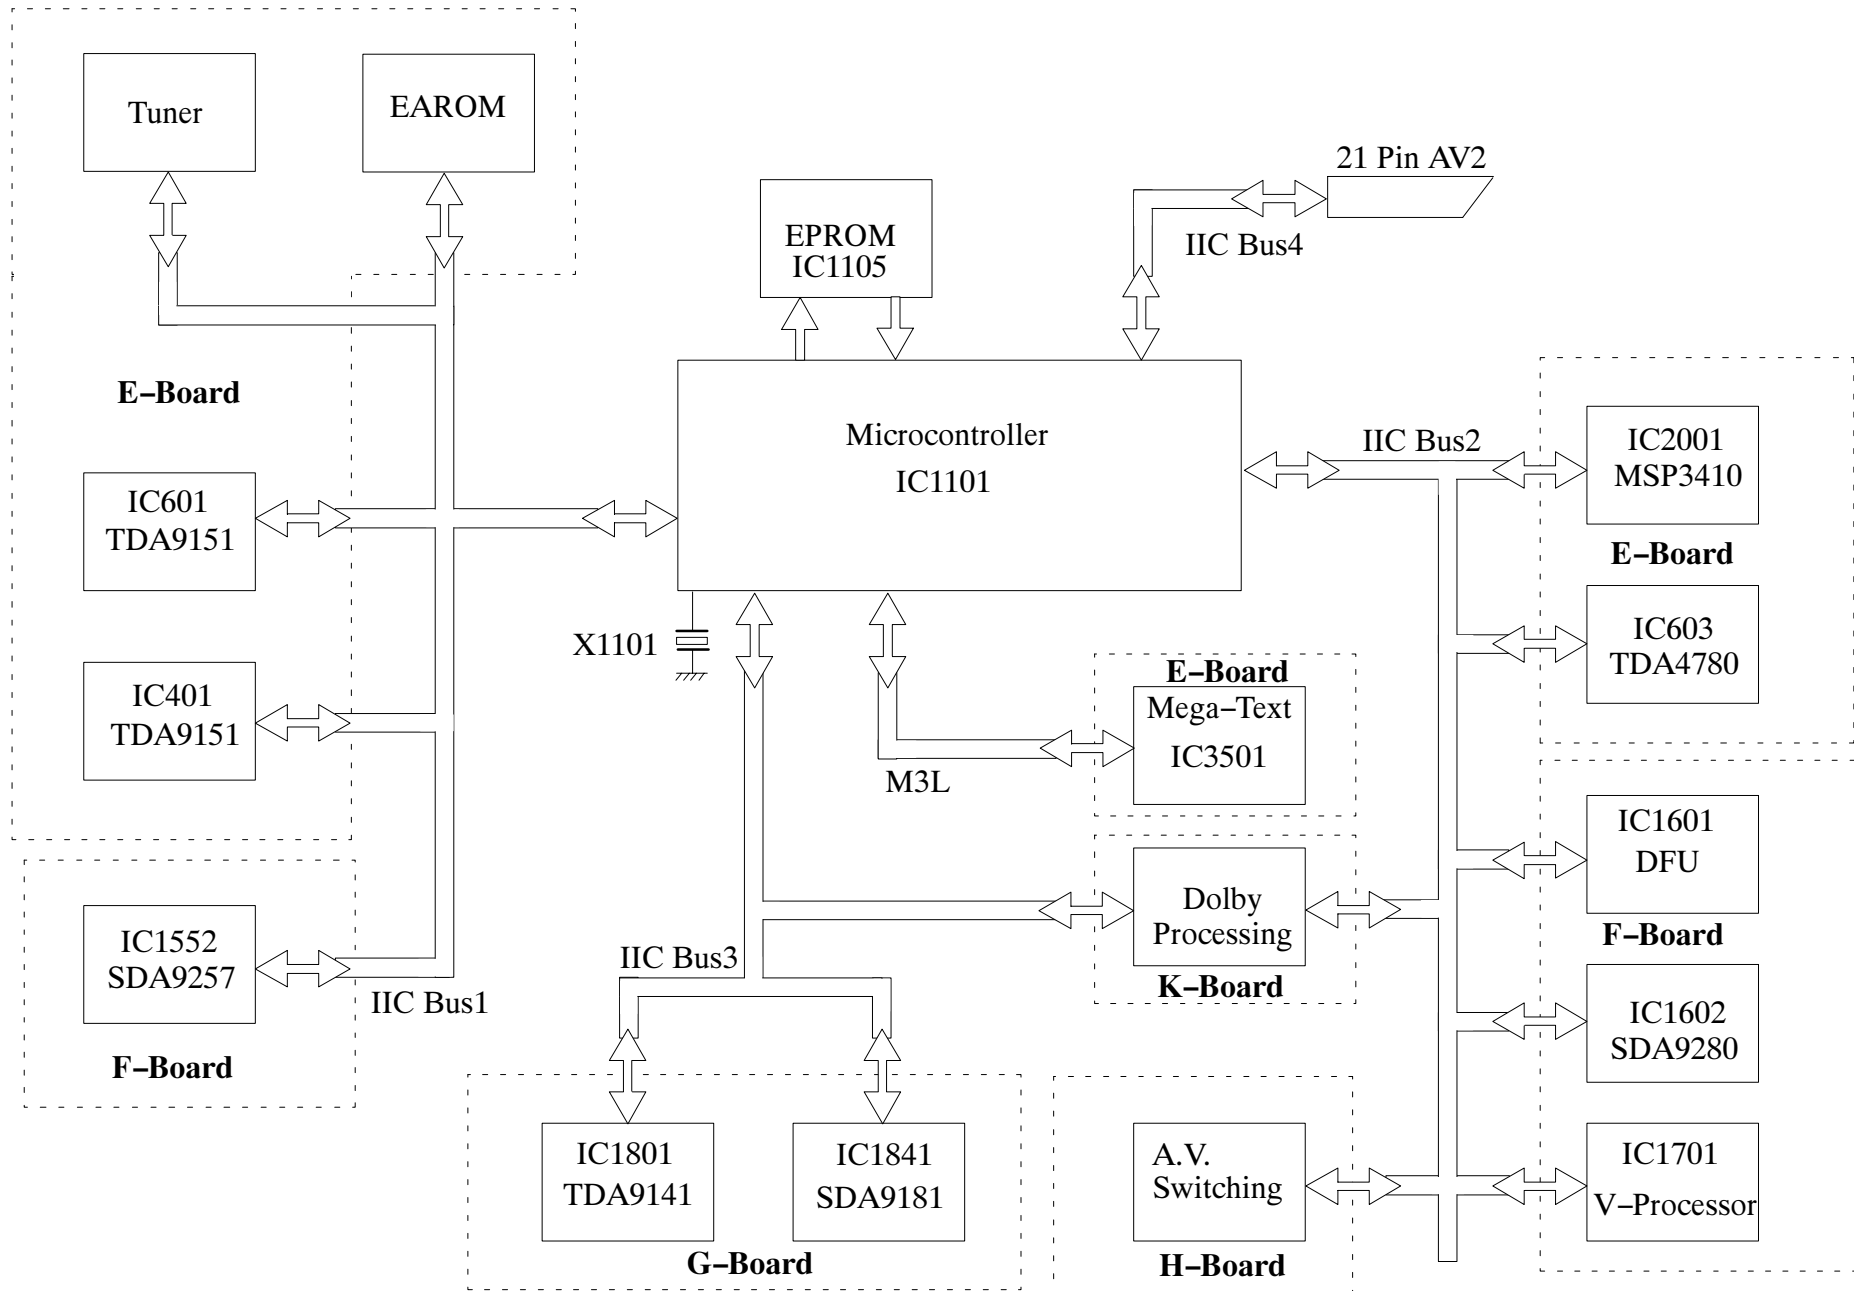 Tuner
EAROM
21 Pin AV2
EPROM
IC1105
IIC Bus4
E–Board
Microcontroller
IC1101
IIC Bus2
IC2001
MSP3410
E–Board
IC601
TDA9151
IC603
TDA4780
X1101
IC401
TDA9151
E–Board
Mega–Text
IC3501
M3L
IC1601
DFU
F–Board
Dolby
Processing
K–Board
IC1552
SDA9257
IIC Bus1
F–Board
IIC Bus3
IC1602
SDA9280
IC1801
TDA9141
IC1841
SDA9181
G–Board
A.V.
Switching
H–Board
IC1701
V–Processor